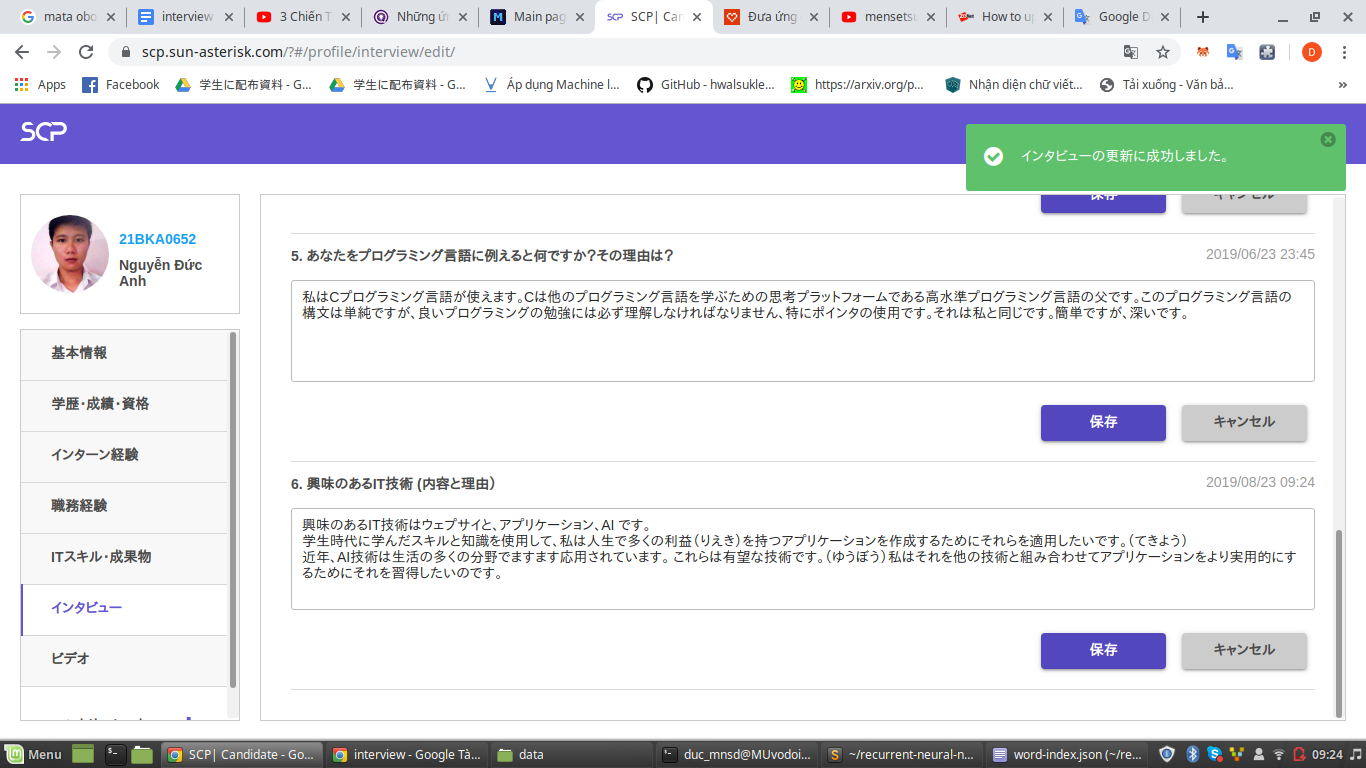 mata obo
interview
3 Chiến T
Những ứn
Main pag
SCP| Can
Đưa ứng
mensetsu
How to up
Google D
scp.sun-asterisk.com/?#/profile/interview/edit/
D
Apps
Facebook
学生に配布資料 - G...
学生に配布資料 - G...
Áp dụng Machine l...
GitHub - hwalsukle...
https://arxiv.org/p...
Nhận diện chữ viết...
Tải xuống - Văn bả...
»
SCP
インタビューの更新に成功しました。
21BKA0652
Nguyễn Đức
Anh
基本情報
学歴・成績・資格
インターン経験
職務経験
ITスキル・成果物
インタビュー
ビデオ
保存
キャンセル
5. あなたをプログラミング言語に例えると何ですか?その理由は?
2019/06/23 23:45
私はCプログラミング言語が使えます。Cは他のプログラミング言語を学ぶための思考プラットフォームである高水準プログラミング言語の父です。このプログラミング言語の
構文は単純ですが、良いプログラミングの勉強には必ず理解しなければなりません、特にポインタの使用です。それは私と同じです。簡単ですが、深いです。
保存
キャンセル
6. 興味のあるIT技術 (内容と理由)
2019/08/23 09:24
興味のあるIT技術はウェブサイと、アプリケーション、AI です。
学生時代に学んだスキルと知識を使用して、私は人生で多くの利益(りえき)を持つアプリケーションを作成するためにそれらを適用したいです。(てきよう)
近年、AI技術は生活の多くの分野でますます応用されています。 これらは有望な技術です。(ゆうぼう) 私はそれを他の技術と組み合わせてアプリケーションをより実用的にす
るためにそれを習得したいのです。
保存
キャンセル
Menu
SCP| Candidate - Go...
interview - Google Tà...
data
duc_mnsd@MUvodoi...
~/recurrent-neural-n...
word-index.json (~/re...
09:24